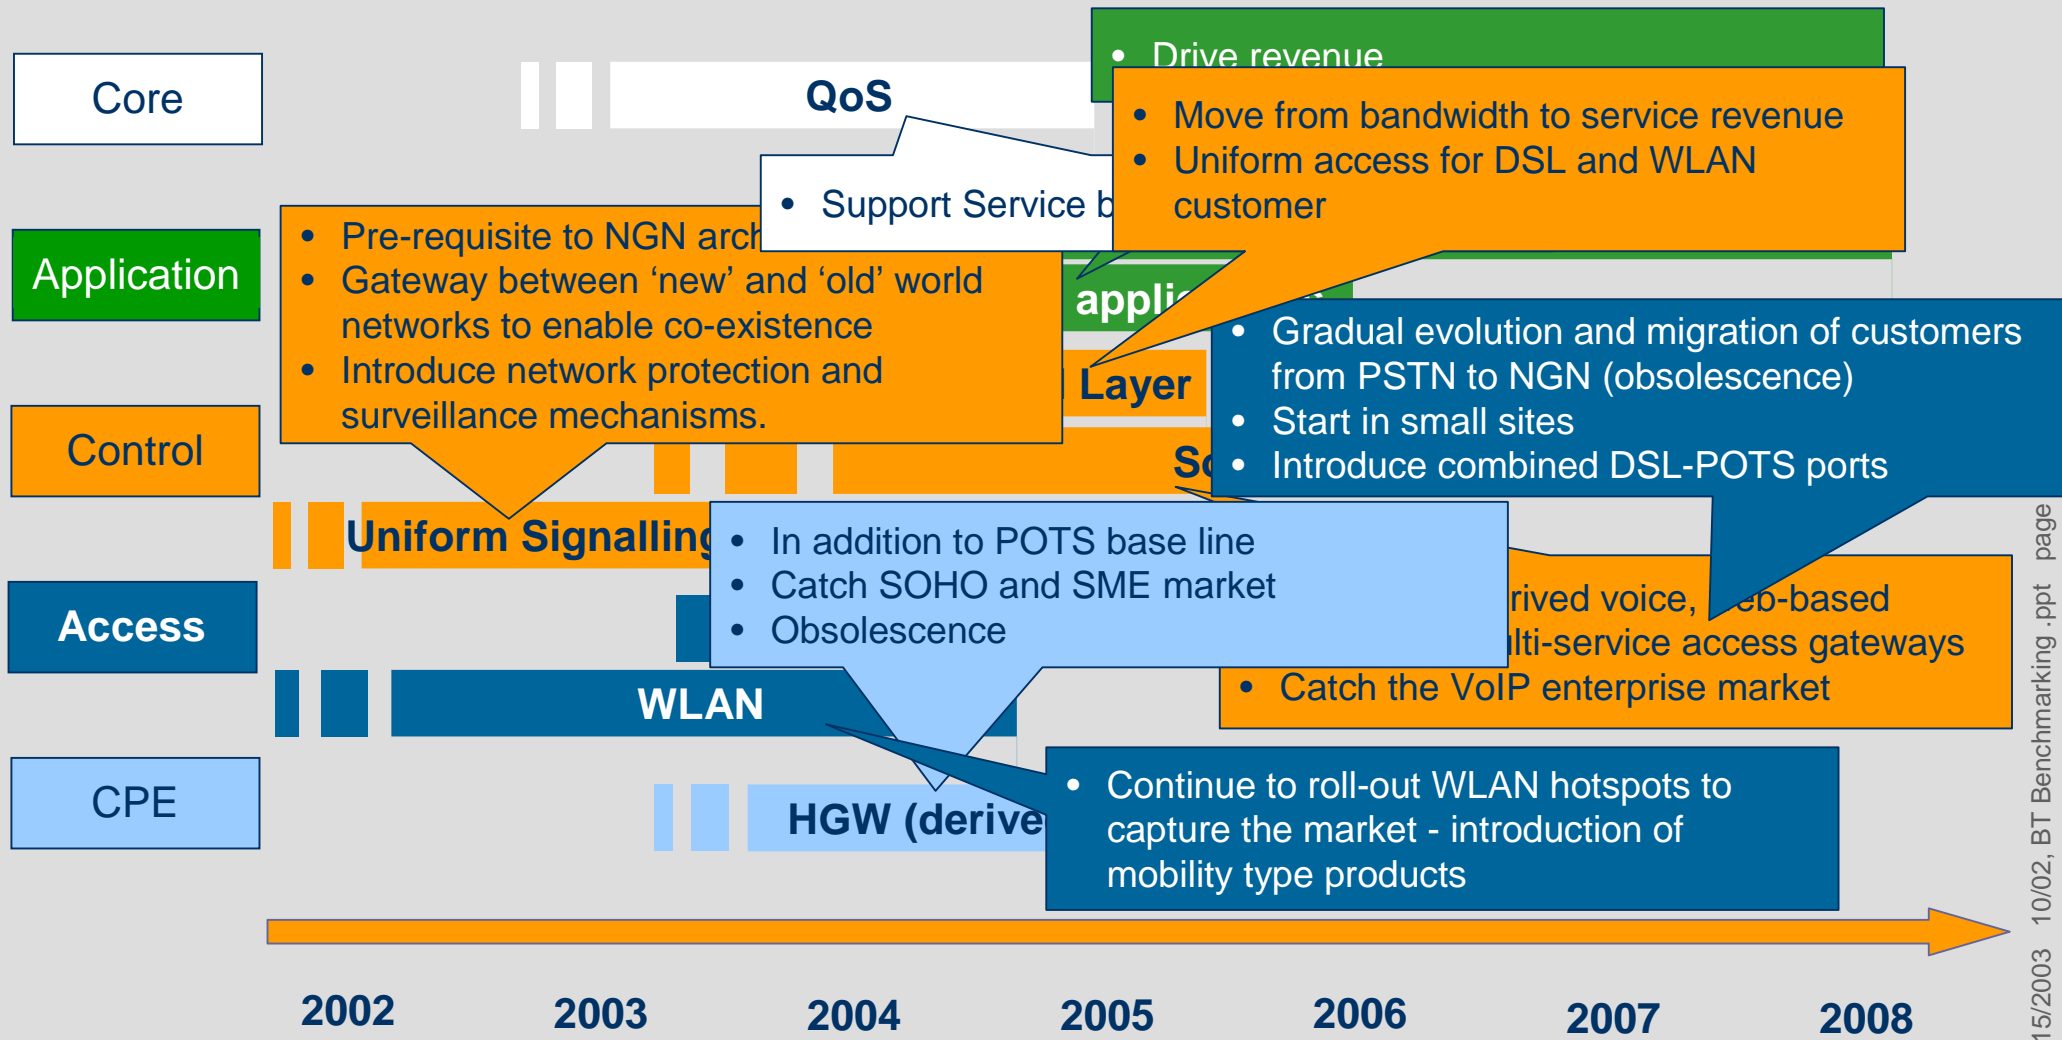 Core
QoS
• Drive revenue
• Move from bandwidth to service revenue
• Uniform access for DSL and WLAN
customer
• Support Service
Application
• Pre-requisite to NGN
• Gateway between ‘new’ and ‘old’ world
networks to enable co-existence
• Introduce network protection and
surveillance mechanisms.
Layer
• Gradual evolution and migration of customers
from PSTN to NGN (obsolescence)
• Start in small sites
• Introduce combined DSL-POTS ports
Control
Uniform Signalling
• In addition to POTS base line
• Catch SOHO and SME market
• Obsolescence
Access
voice,
access gateways
• Catch the VoIP enterprise market
WLAN
CPE
HGW
• Continue to roll-out WLAN hotspots to
capture the market - introduction of
mobility type products
2002 2003 2004 2005 2006 2007 2008
15/2003 10/02, BT Benchmarking .ppt page